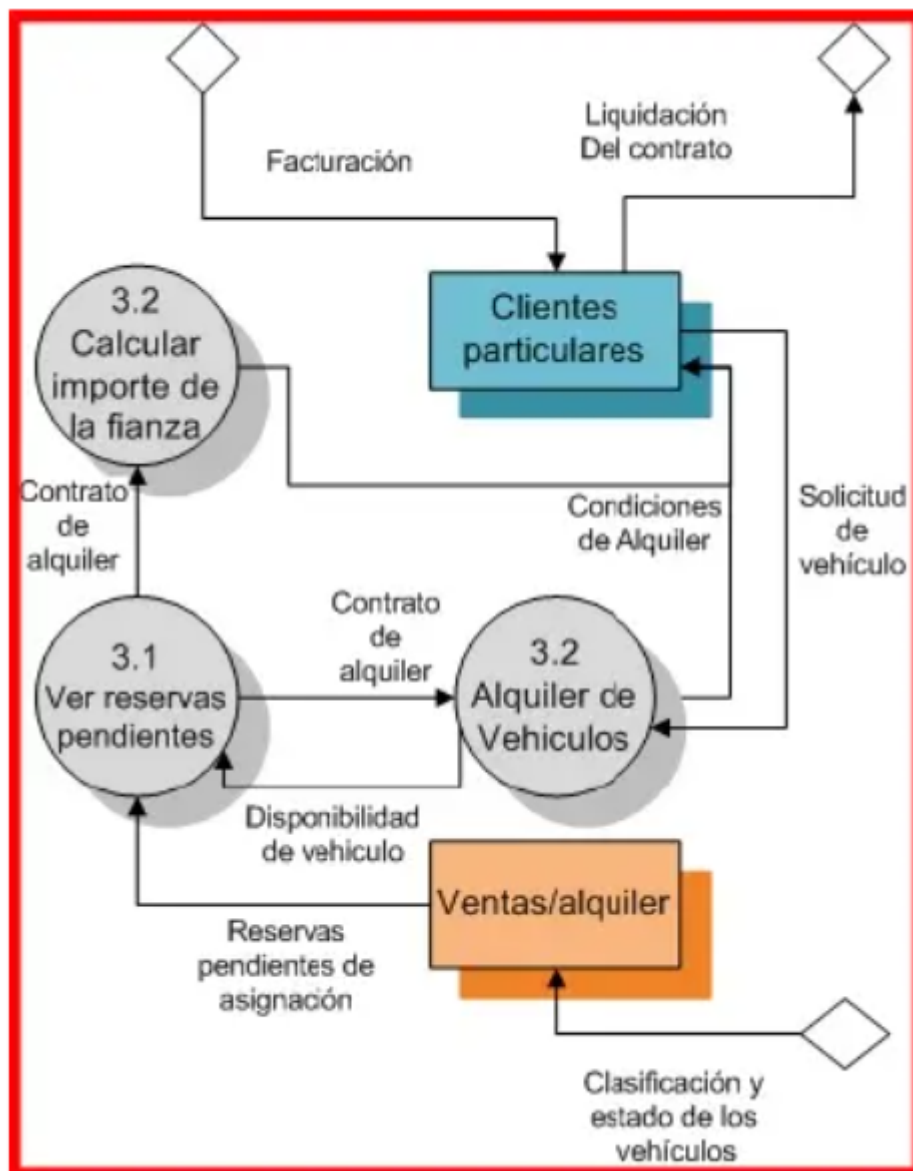 Facturación
Liquidación
Del contrato
Clientes
particulares
3.2
Calcular
importe de
la fianza
Contrato
de
alquiler
Condiciones
de Alquiler
Solicitud
de
vehículo
3.1
Ver reservas
pendientes
Contrato
de
alquiler
3.2
Alquiler de
Vehiculos
Disponibilidad
de vehiculo
Ventas/alquiler
Reservas
pendientes de
asignación
Clasificación y
estado de los
vehículos